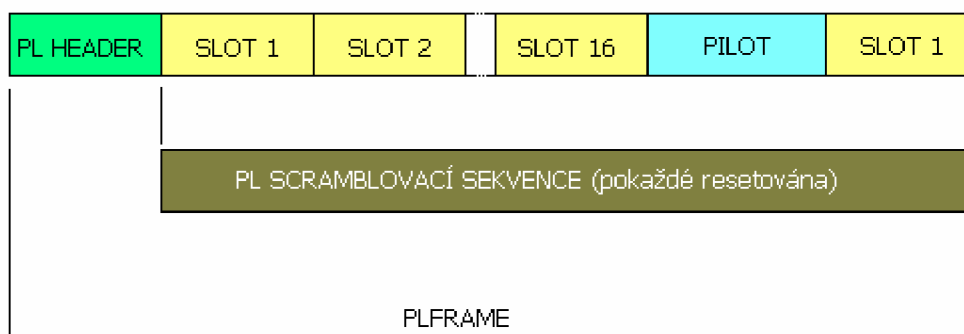 PL HEADER SLOT 1 SLOT 2 ... SLOT 16 PILOT SLOT 1
PL SCRAMBLOVACÍ SEKVENCE (pokaždé resetována)
PLFRAME